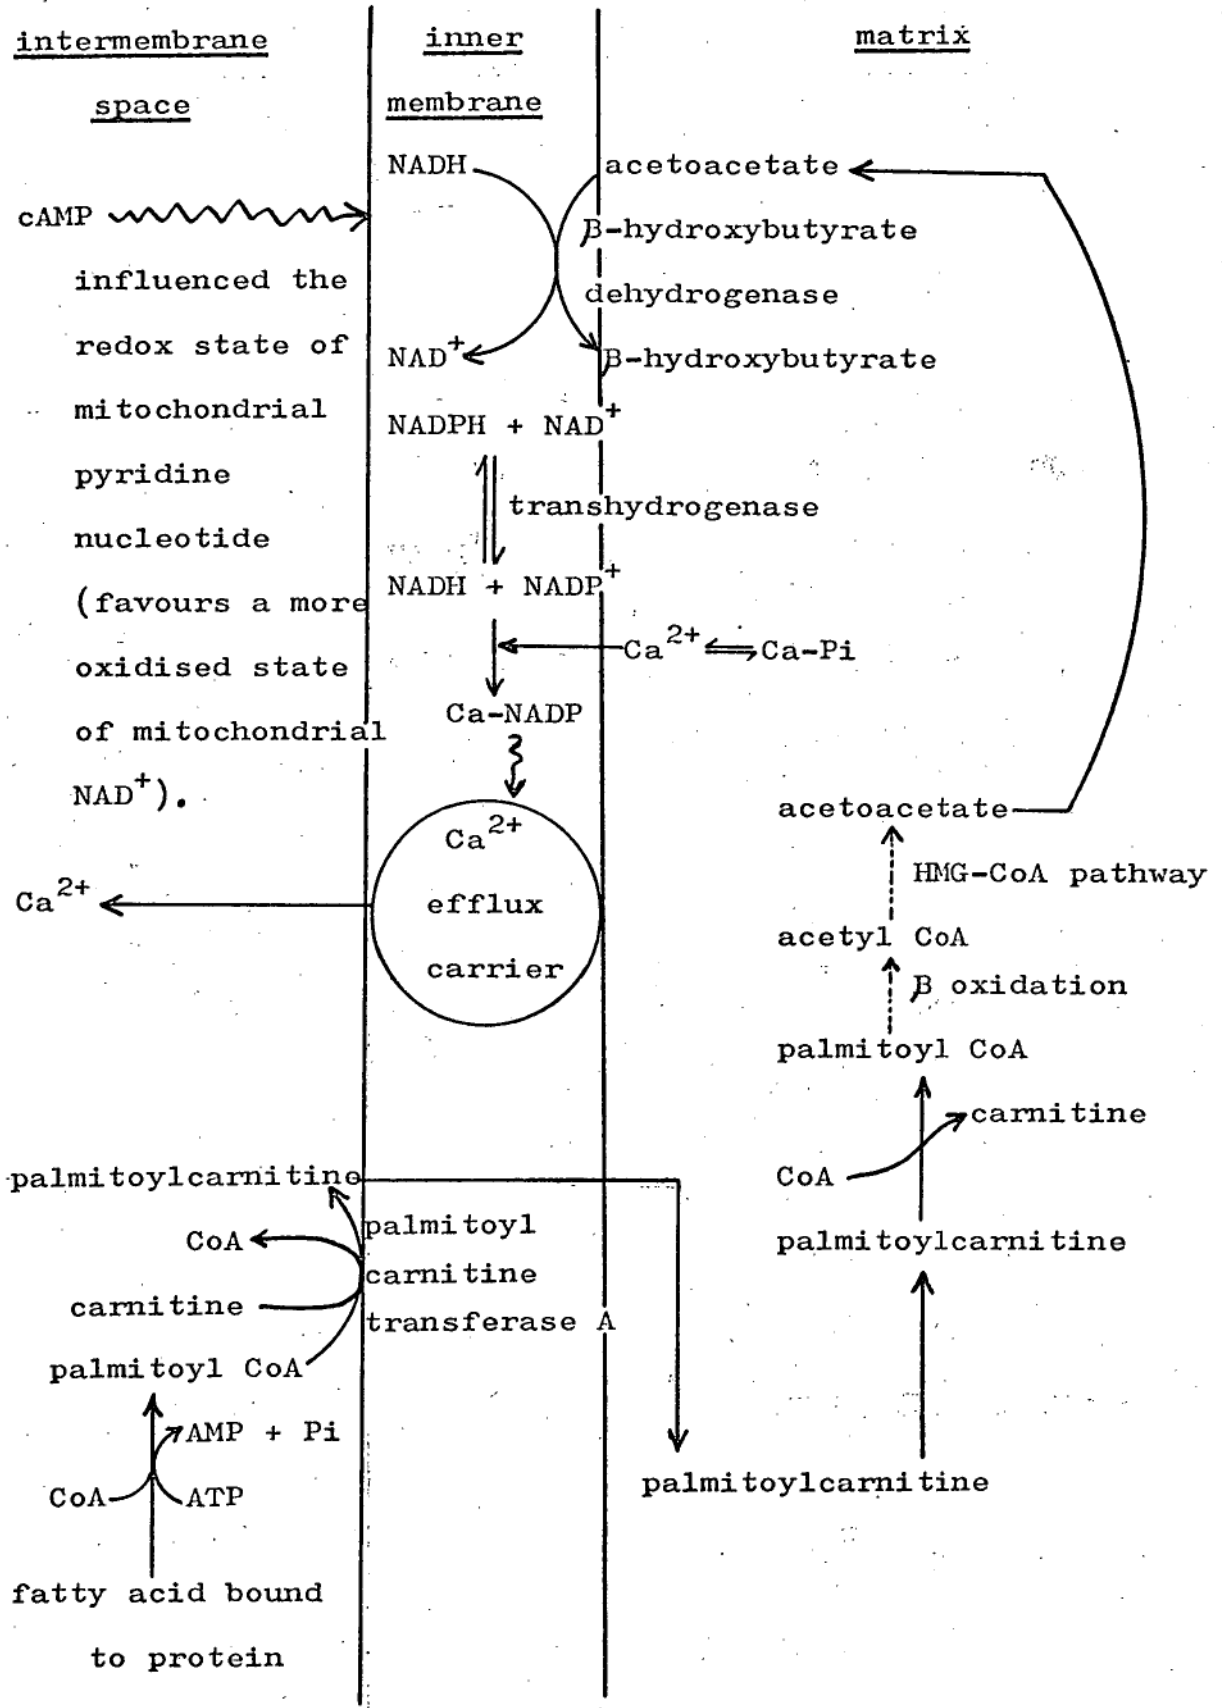 intermembrane
space
inner
membrane
matrix
cAMP
influenced the
redox state of
mitochondrial
pyridine
nucleotide
(favours a more
oxidised state
of mitochondrial
NAD⁺).
Ca²⁺
NADH
NAD⁺
acetoacetate
β-hydroxybutyrate
dehydrogenase
β-hydroxybutyrate
NADPH + NAD⁺
transhydrogenase
NADH + NADP⁺
Ca²⁺ ⇌ Ca-Pi
Ca-NADP
Ca²⁺
efflux
carrier
acetoacetate
HMG-CoA pathway
acetyl CoA
β oxidation
palmitoyl CoA
carnitine
CoA
palmitoylcarnitine
palmitoylcarnitine
palmitoylcarnitine
CoA
carnitine
palmitoyl CoA
palmitoyl
carnitine
transferase A
AMP + Pi
CoA
ATP
fatty acid bound
to protein